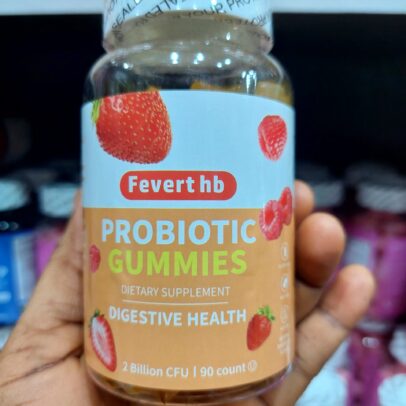 Fevert hb
PROBIOTIC
GUMMIES
DIETARY SUPPLEMENT
DIGESTIVE HEALTH
2 Billion CFU | 90 count